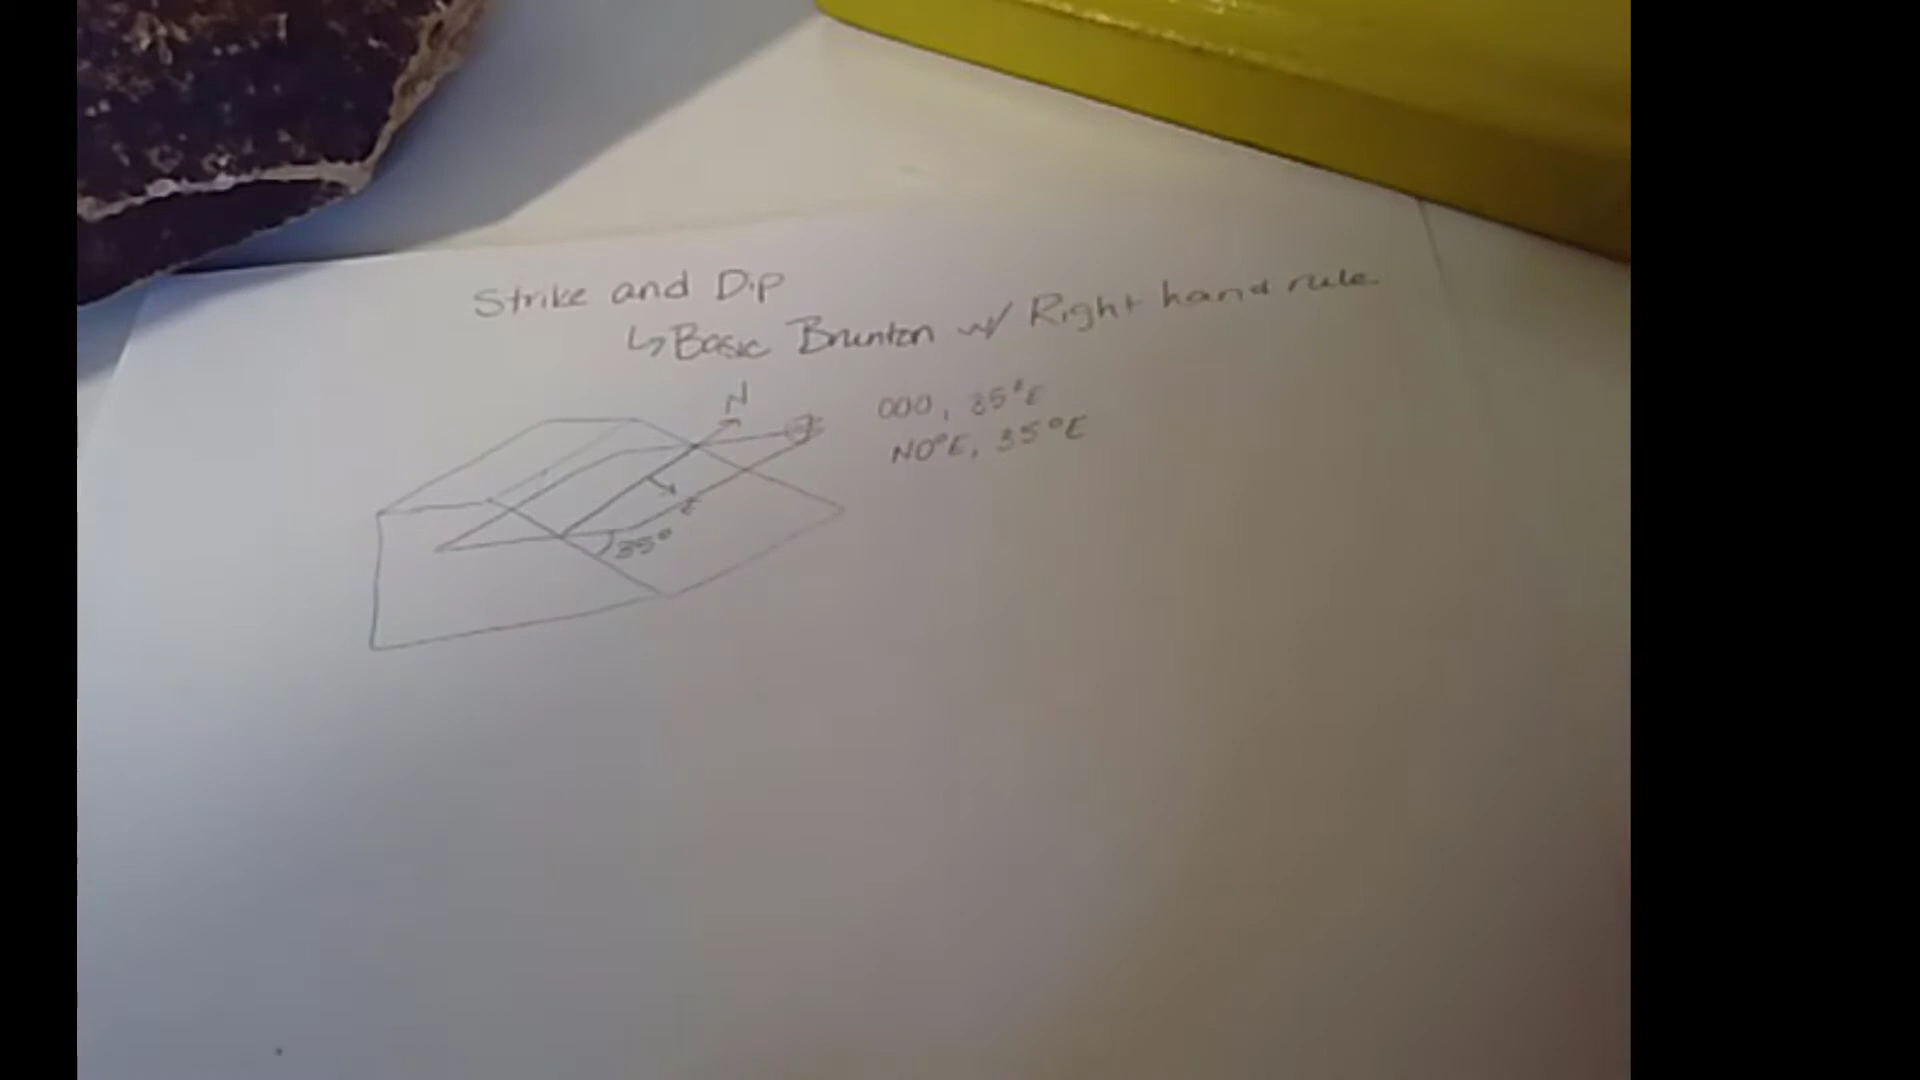 Strike and Dip
↳ Basic Brunton w/ Right hand rule
N
000, 35°E
N0°E, 35°E
E
35°